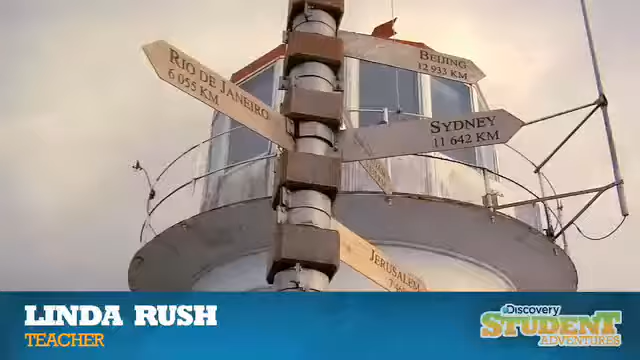 RIO DE JANEIRO
6 055 KM
BEIJING
12 933 KM
SYDNEY
11 642 KM
JERUSALEM
LINDA RUSH
TEACHER
Discovery
STUDENT
ADVENTURES